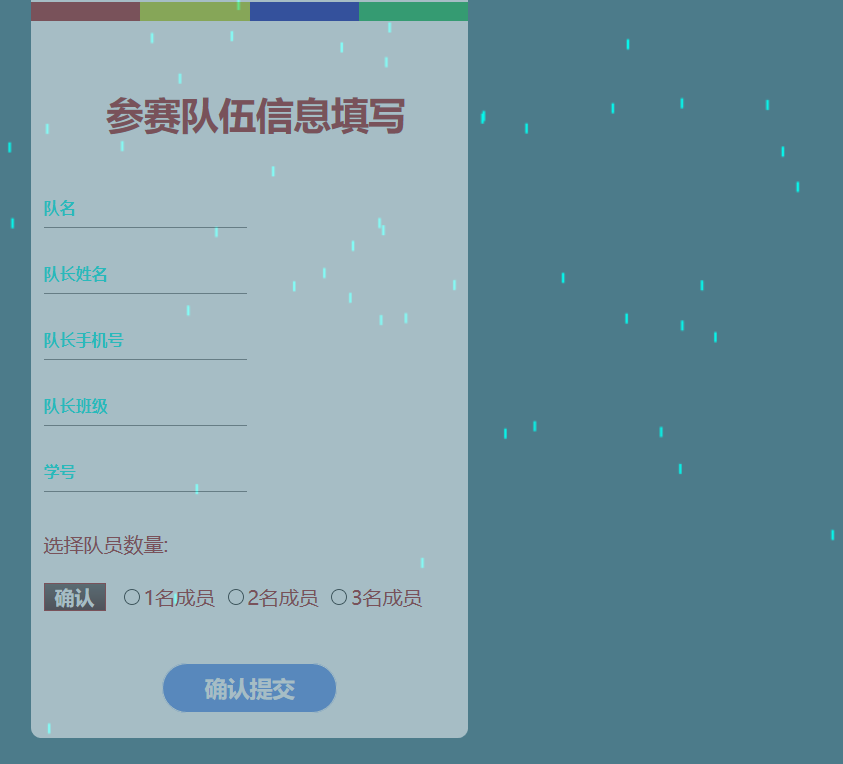 参赛队伍信息填写
队名
队长姓名
队长手机号
队长班级
学号
选择队员数量:
确认 1名成员 2名成员 3名成员
确认提交